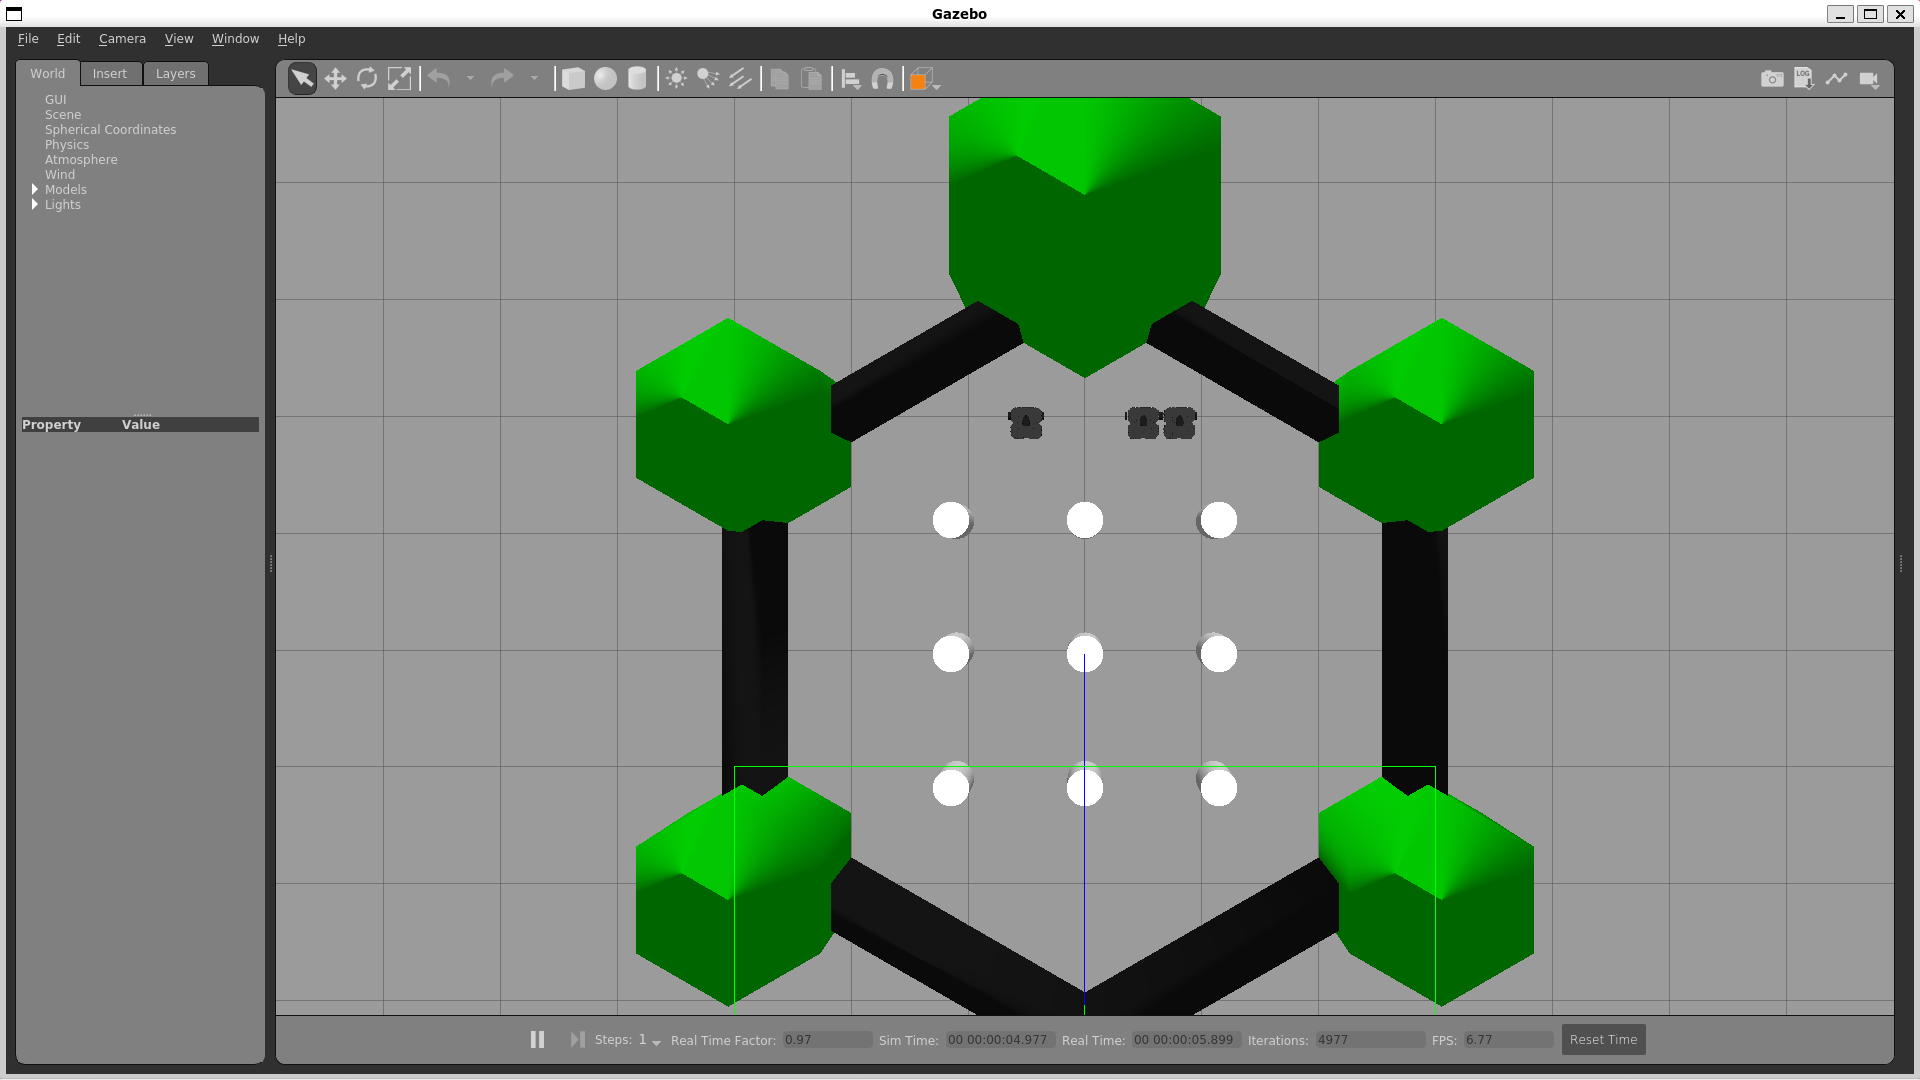 Gazebo
File Edit Camera View Window Help
World Insert Layers
LOG
GUI
Scene
Spherical Coordinates
Physics
Atmosphere
Wind
Models
Lights
Property Value
Steps: 1 Real Time Factor: 0.97 Sim Time: 00 00:00:04.977 Real Time: 00 00:00:05.899 Iterations: 4977 FPS: 6.77 Reset Time